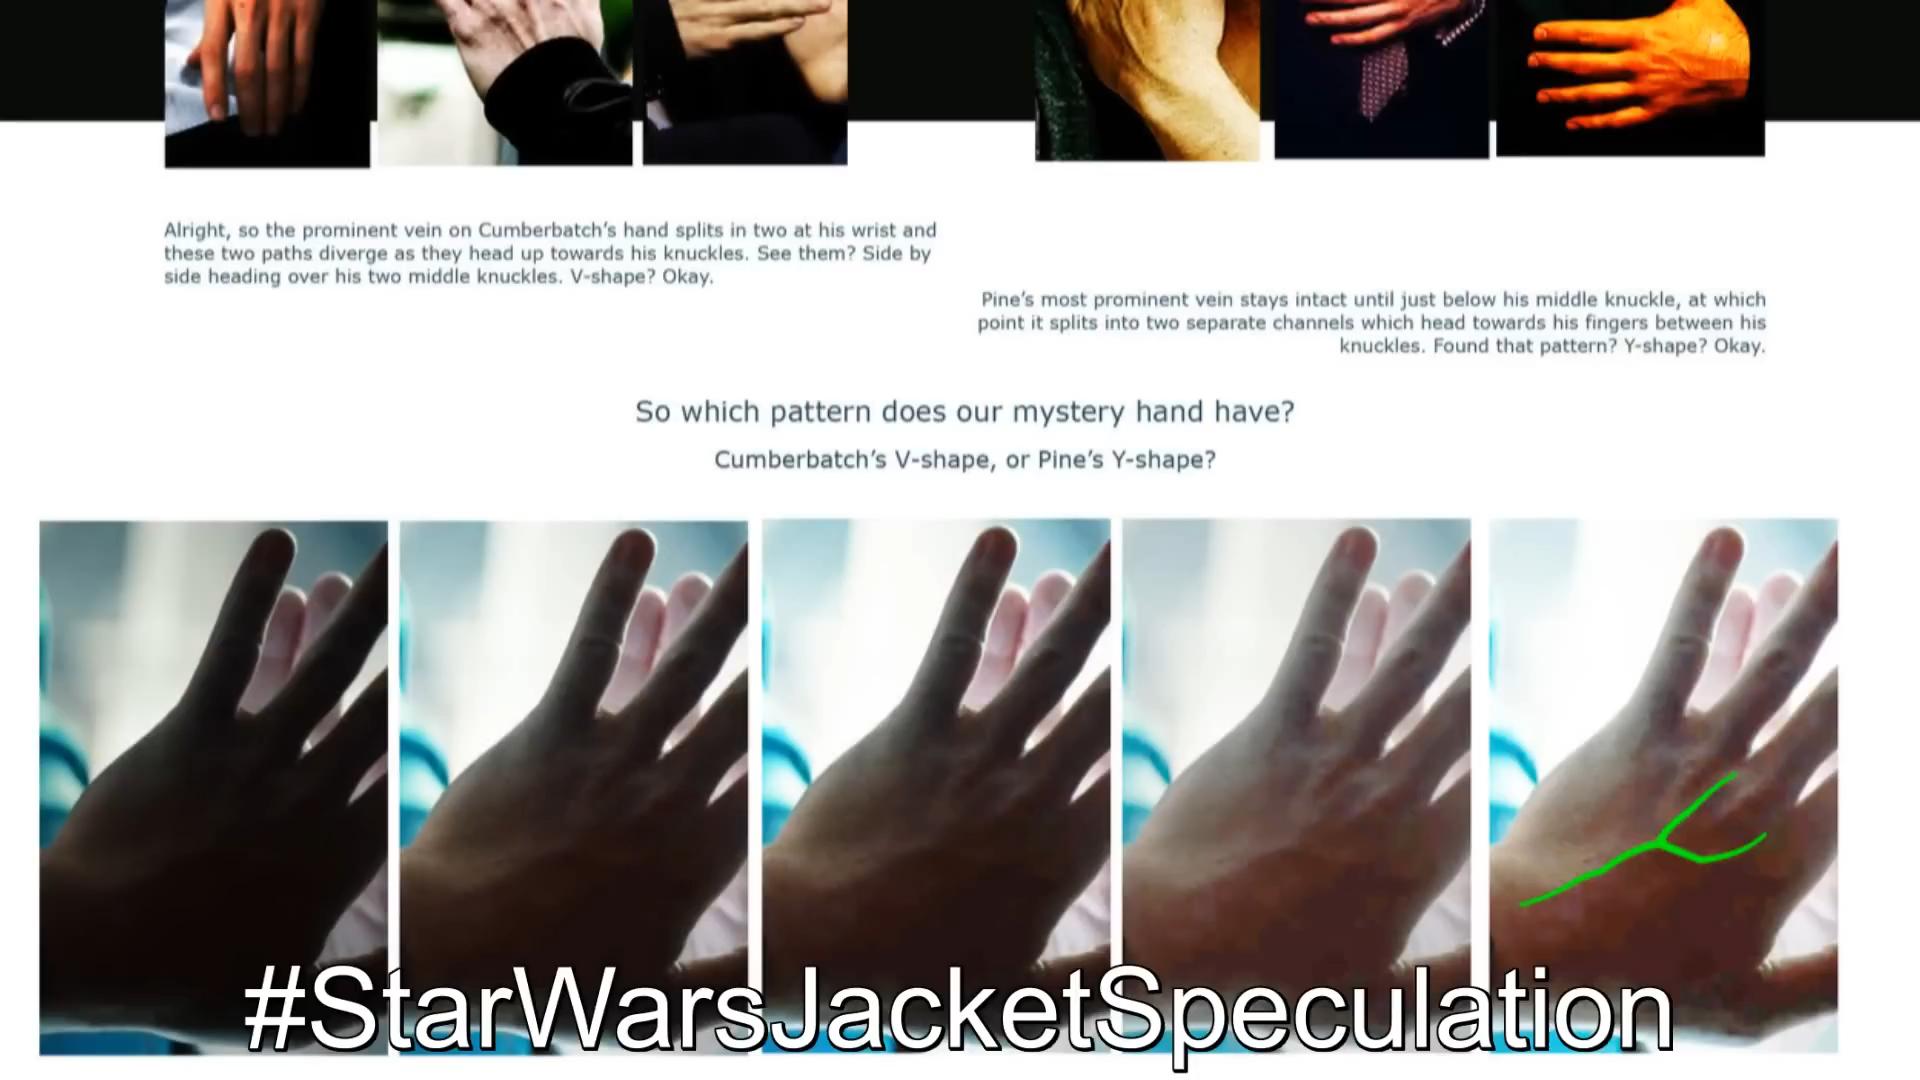 Alright, so the prominent vein on Cumberbatch's hand splits in two at his wrist and
these two paths diverge as they head up towards his knuckles. See them? Side by
side heading over his two middle knuckles. V-shape? Okay.
Pine's most prominent vein stays intact until just below his middle knuckle, at which
point it splits into two separate channels which head towards his fingers between his
knuckles. Found that pattern? Y-shape? Okay.
So which pattern does our mystery hand have?
Cumberbatch's V-shape, or Pine's Y-shape?
#StarWarsJacketSpeculation